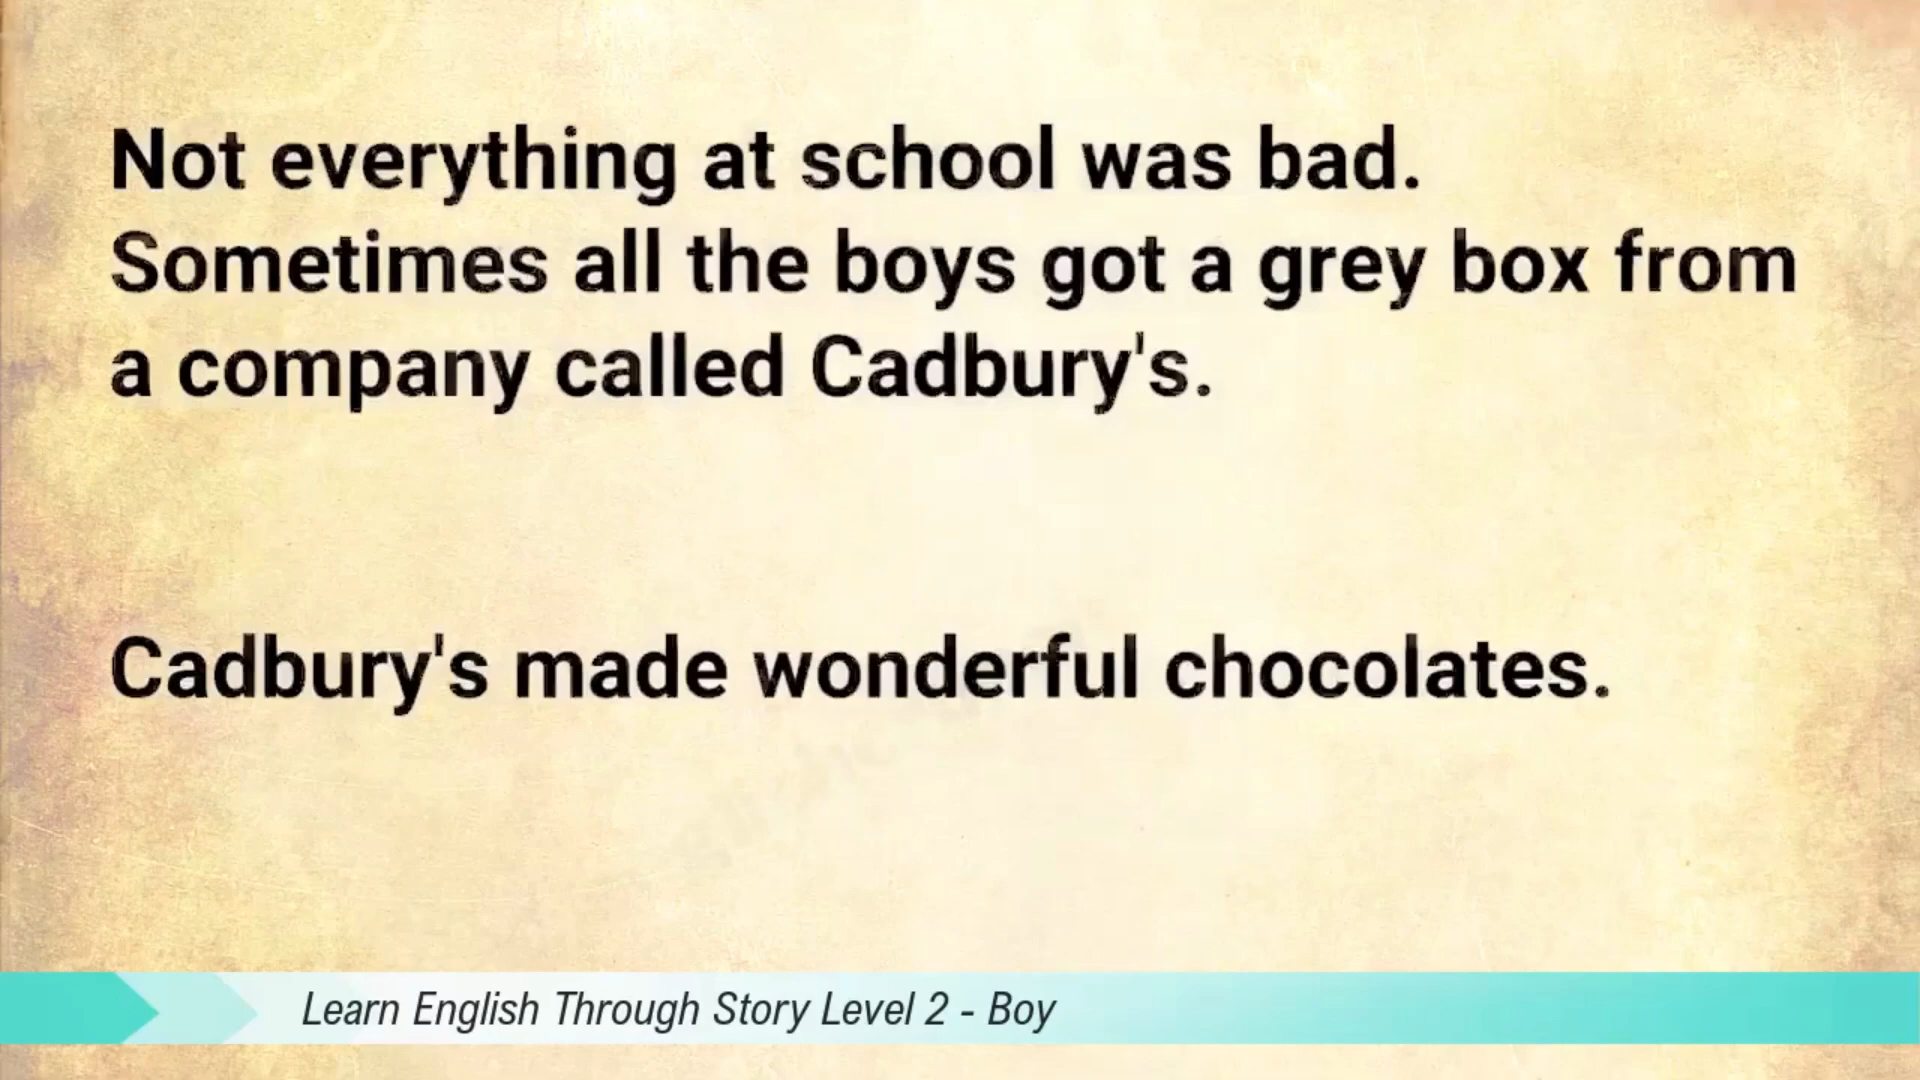 Not everything at school was bad.
Sometimes all the boys got a grey box from
a company called Cadbury's.
Cadbury's made wonderful chocolates.
Learn English Through Story Level 2 - Boy